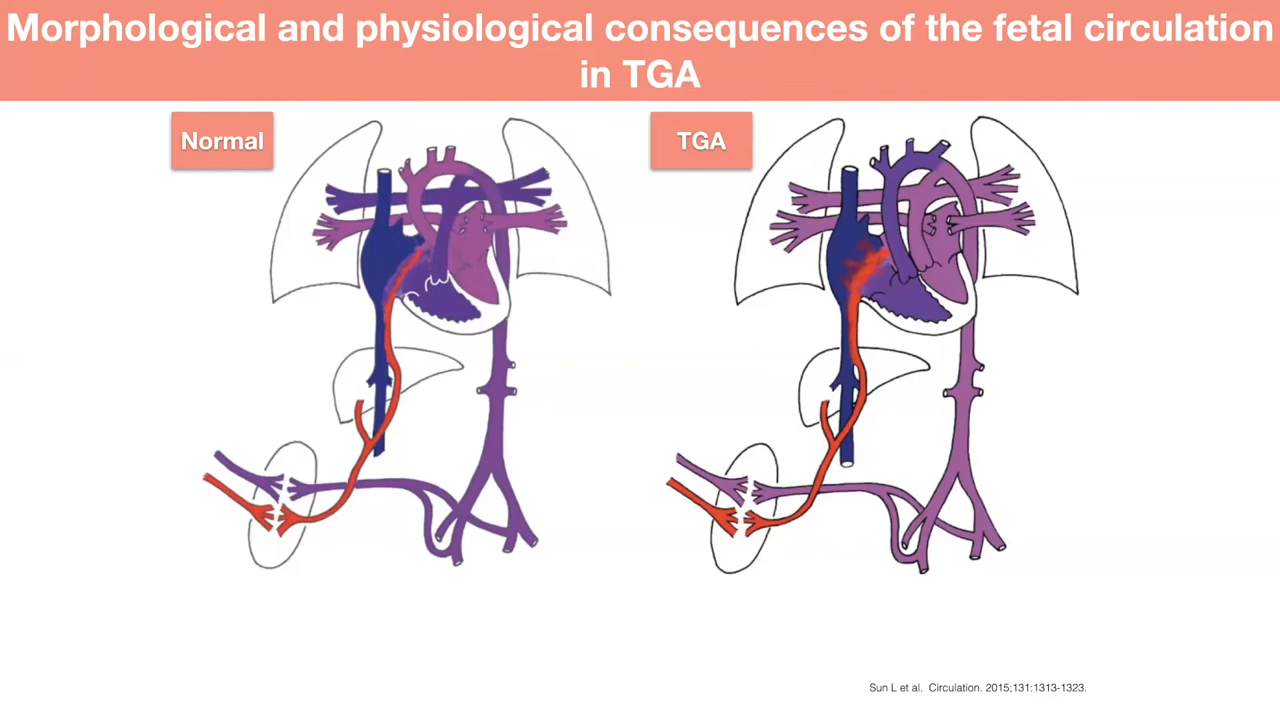 Morphological and physiological consequences of the fetal circulation
in TGA
Normal
TGA
Sun L et al. Circulation. 2015;131:1313-1323.